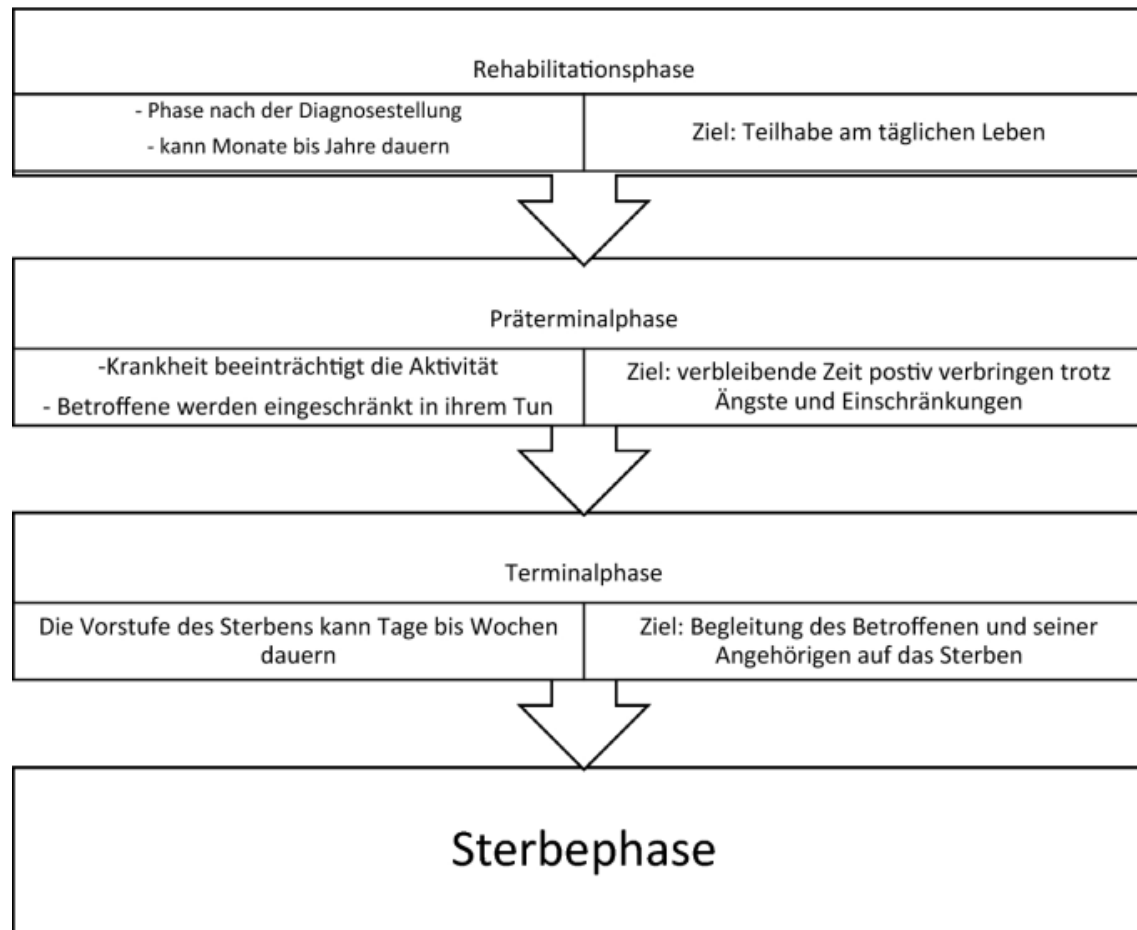 Rehabilitationsphase
- Phase nach der Diagnosestellung
- kann Monate bis Jahre dauern
Ziel: Teilhabe am täglichen Leben
Präterminalphase
-Krankheit beeinträchtigt die Aktivität
- Betroffene werden eingeschränkt in ihrem Tun
Ziel: verbleibende Zeit postiv verbringen trotz
Ängste und Einschränkungen
Terminalphase
Die Vorstufe des Sterbens kann Tage bis Wochen
dauern
Ziel: Begleitung des Betroffenen und seiner
Angehörigen auf das Sterben
Sterbephase